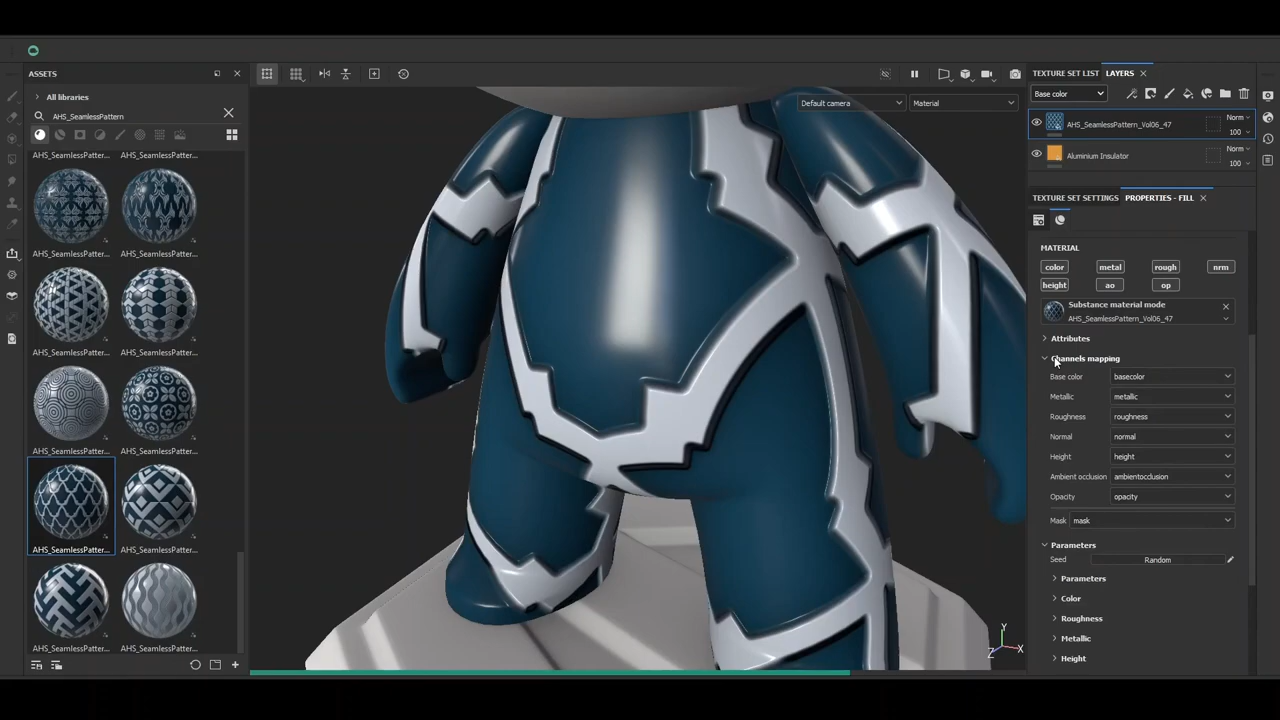 ASSETS
All libraries
AHS_SeamlessPattern
AHS_SeamlessPatter... AHS_SeamlessPatter...
AHS_SeamlessPatter... AHS_SeamlessPatter...
AHS_SeamlessPatter... AHS_SeamlessPatter...
AHS_SeamlessPatter... AHS_SeamlessPatter...
AHS_SeamlessPatter... AHS_SeamlessPatter...
AHS_SeamlessPatter... AHS_SeamlessPatter...
Default camera
Material
Y
Z
X
TEXTURE SET LIST LAYERS
Base color
AHS_SeamlessPattern_Vol06_47 Norm
100
Aluminium Insulator Norm
100
TEXTURE SET SETTINGS PROPERTIES - FILL
MATERIAL
color metal rough nrm
height ao op
Substance material mode
AHS_SeamlessPattern_Vol06_47
Attributes
Channels mapping
Base color basecolor
Metallic metallic
Roughness roughness
Normal normal
Height height
Ambient occlusion ambientocclusion
Opacity opacity
Mask mask
Parameters
Seed Random
Parameters
Color
Roughness
Metallic
Height